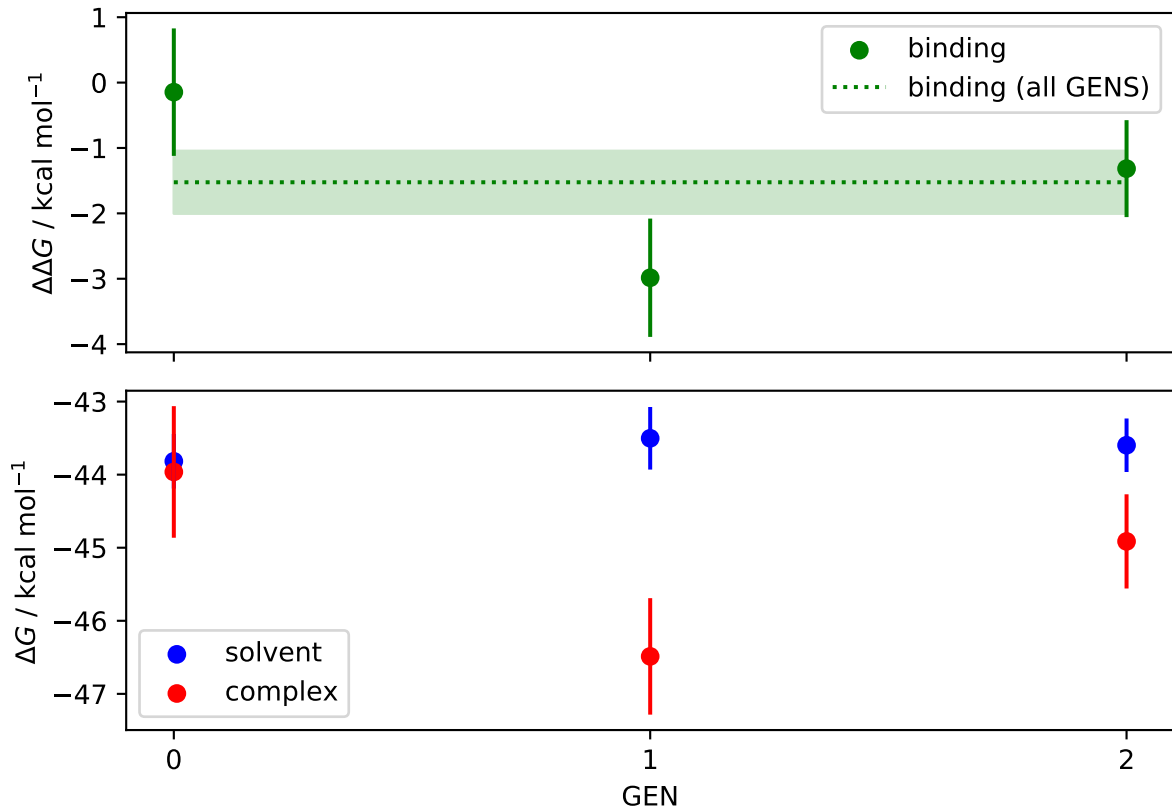 1
0
−1
−2
−3
−4
ΔΔG / kcal mol⁻¹
binding
binding (all GENS)
−43
−44
−45
−46
−47
ΔG / kcal mol⁻¹
solvent
complex
0
1
2
GEN